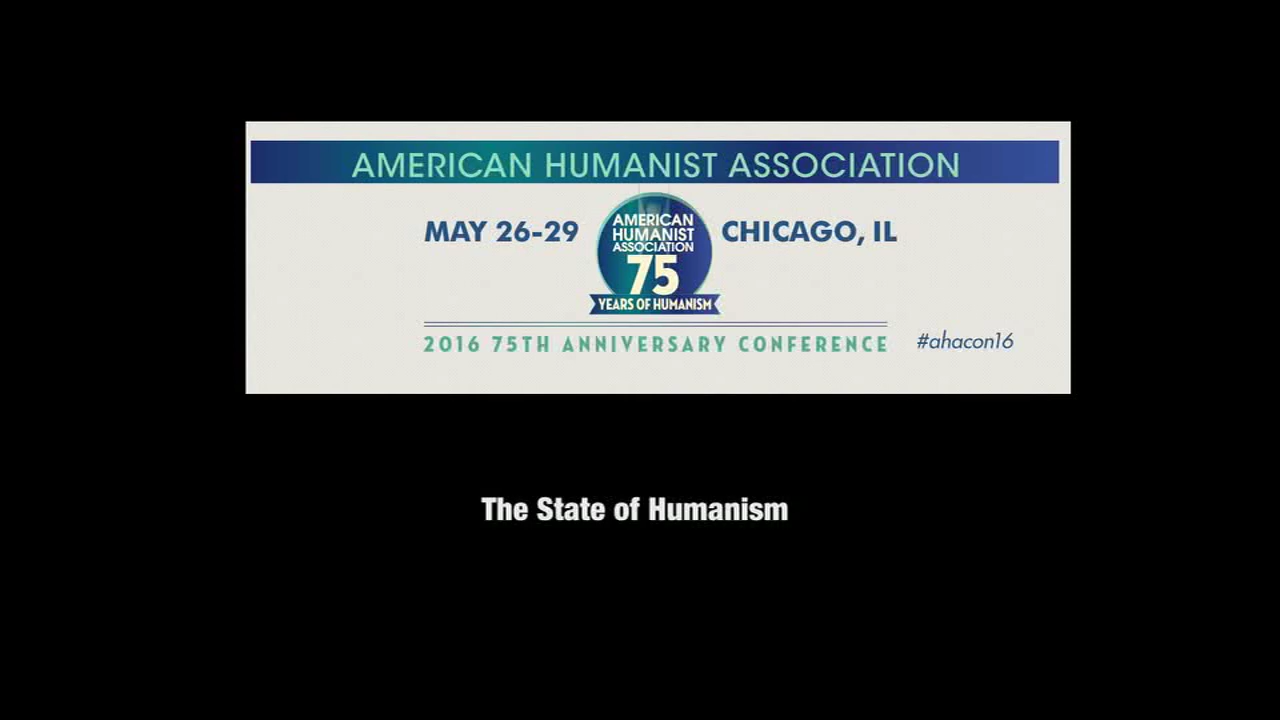 AMERICAN HUMANIST ASSOCIATION
MAY 26-29
AMERICAN
HUMANIST
ASSOCIATION
75
YEARS OF HUMANISM
CHICAGO, IL
2016 75TH ANNIVERSARY CONFERENCE
#ahacon16
The State of Humanism